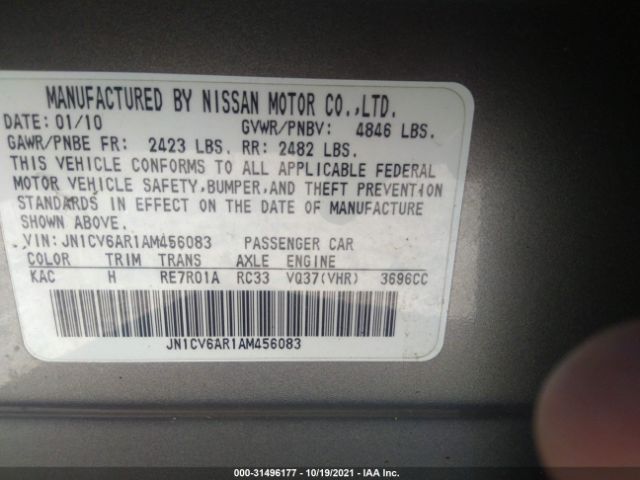 MANUFACTURED BY NISSAN MOTOR CO.,LTD.
DATE: 01/10 GVWR/PNBV: 4846 LBS.
GAWR/PNBE FR: 2423 LBS. RR: 2482 LBS.
THIS VEHICLE CONFORMS TO ALL APPLICABLE FEDERAL
MOTOR VEHICLE SAFETY,BUMPER,AND THEFT PREVENTION
STANDARDS IN EFFECT ON THE DATE OF MANUFACTURE
SHOWN ABOVE.
VIN: JN1CV6AR1AM456083 PASSENGER CAR
COLOR TRIM TRANS AXLE ENGINE
KAC H RE7R01A RC33 VQ37(VHR) 3696CC
JN1CV6AR1AM456083
000-31496177 - 10/19/2021 - IAA Inc.